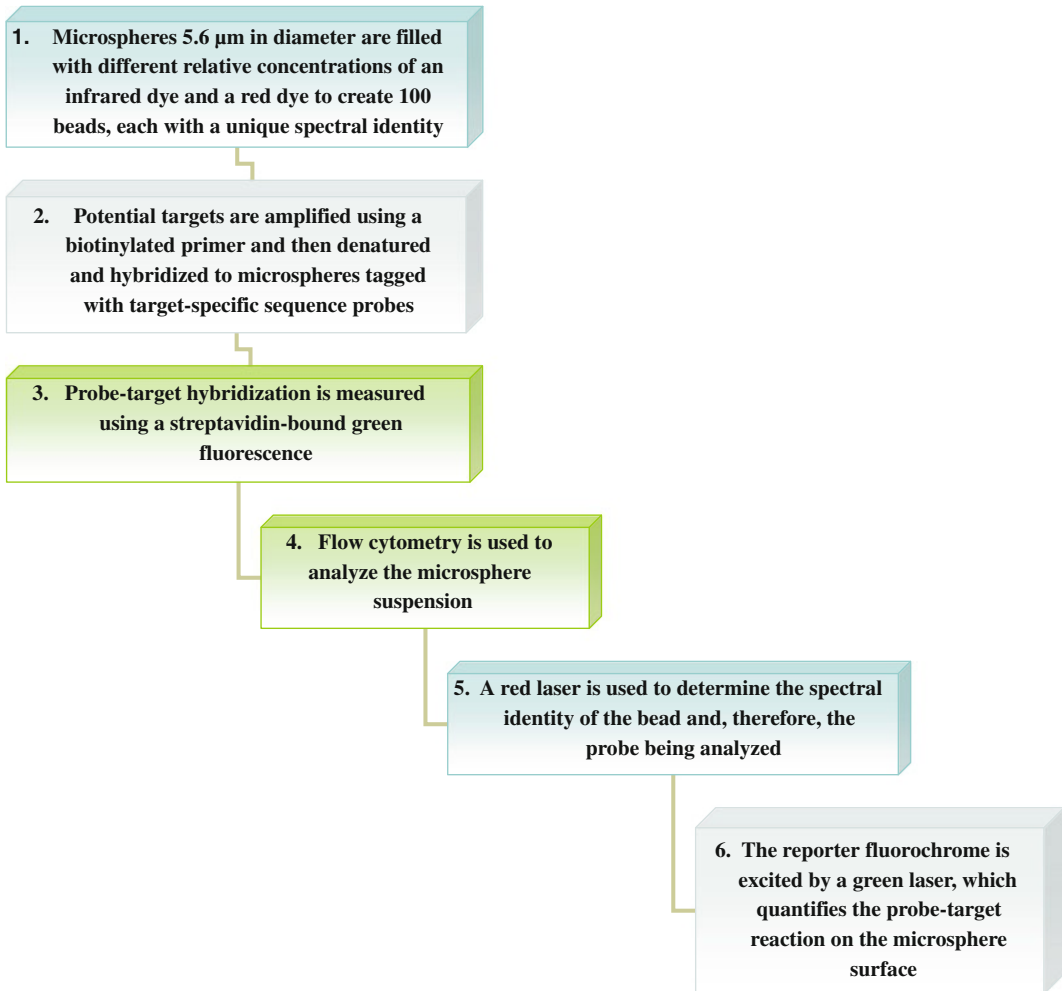 1. Microspheres 5.6 µm in diameter are filled
with different relative concentrations of an
infrared dye and a red dye to create 100
beads, each with a unique spectral identity
2. Potential targets are amplified using a
biotinylated primer and then denatured
and hybridized to microspheres tagged
with target-specific sequence probes
3. Probe-target hybridization is measured
using a streptavidin-bound green
fluorescence
4. Flow cytometry is used to
analyze the microsphere
suspension
5. A red laser is used to determine the spectral
identity of the bead and, therefore, the
probe being analyzed
6. The reporter fluorochrome is
excited by a green laser, which
quantifies the probe-target
reaction on the microsphere
surface